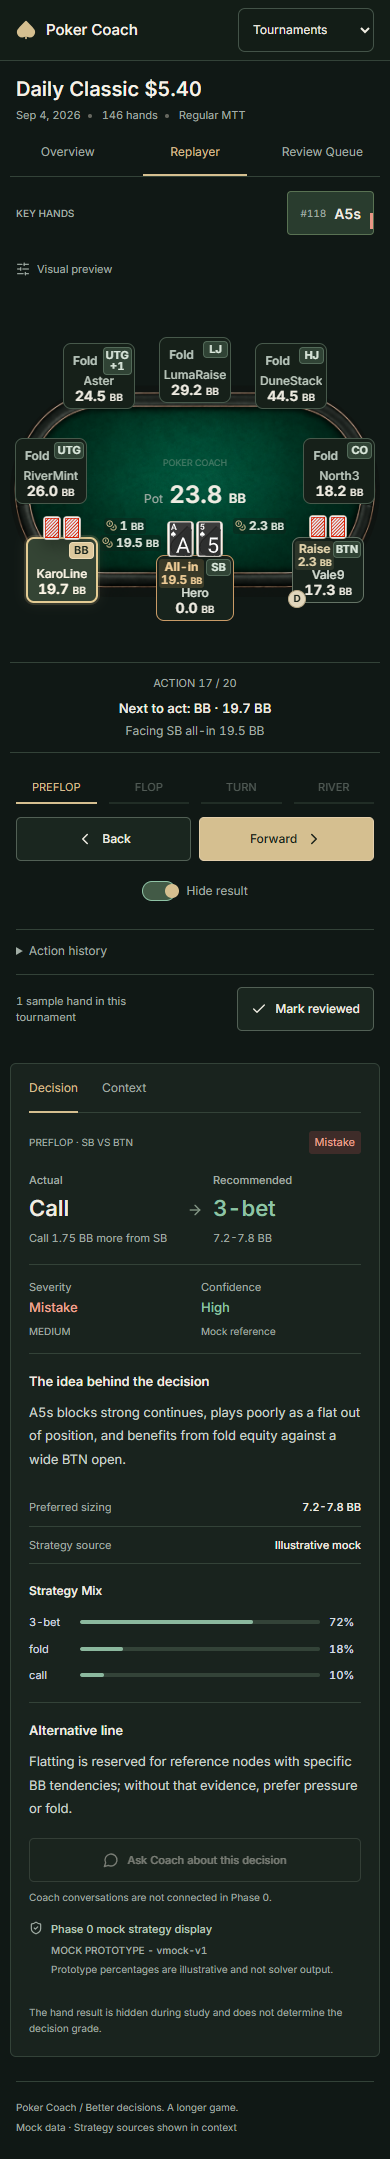 Poker Coach
Tournaments
Daily Classic $5.40
Sep 4, 2026 • 146 hands • Regular MTT
Overview
Replayer
Review Queue
KEY HANDS
#118 A5s
Visual preview
Fold
UTG
+1
Aster
24.5 BB
Fold
LJ
LumaRaise
29.2 BB
Fold
HJ
DuneStack
44.5 BB
Fold
UTG
RiverMint
26.0 BB
Fold
CO
North3
18.2 BB
POKER COACH
Pot 23.8 BB
1 BB
19.5 BB
2.3 BB
A
A
5
5
BB
KaroLine
19.7 BB
All-in
SB
19.5 BB
Hero
0.0 BB
Raise
BTN
2.3 BB
Vale9
17.3 BB
D
ACTION 17 / 20
Next to act: BB · 19.7 BB
Facing SB all-in 19.5 BB
PREFLOP
FLOP
TURN
RIVER
Back
Forward
Hide result
Action history
1 sample hand in this
tournament
Mark reviewed
Decision
Context
PREFLOP · SB VS BTN
Mistake
Actual
Recommended
Call
→
3-bet
Call 1.75 BB more from SB
7.2-7.8 BB
Severity
Confidence
Mistake
High
MEDIUM
Mock reference
The idea behind the decision
A5s blocks strong continues, plays poorly as a flat out
of position, and benefits from fold equity against a
wide BTN open.
Preferred sizing
7.2-7.8 BB
Strategy source
Illustrative mock
Strategy Mix
3-bet
72%
fold
18%
call
10%
Alternative line
Flatting is reserved for reference nodes with specific
BB tendencies; without that evidence, prefer pressure
or fold.
Ask Coach about this decision
Coach conversations are not connected in Phase 0.
Phase 0 mock strategy display
MOCK PROTOTYPE - vmock-v1
Prototype percentages are illustrative and not solver output.
The hand result is hidden during study and does not determine the
decision grade.
Poker Coach / Better decisions. A longer game.
Mock data · Strategy sources shown in context